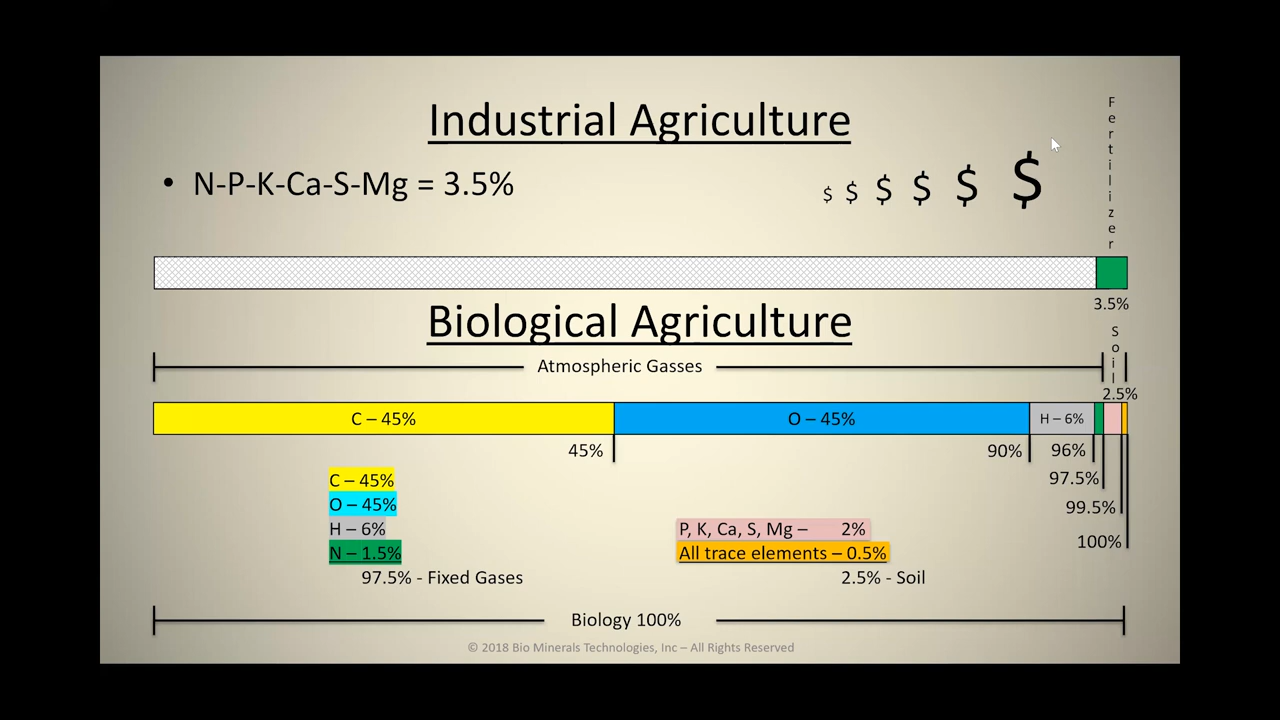 Industrial Agriculture
• N-P-K-Ca-S-Mg = 3.5%
$ $ $ $ $ $
Fertilizer
3.5%
Biological Agriculture
Soil
Atmospheric Gasses
2.5%
C – 45%
O – 45%
H – 6%
45%
90%
96%
97.5%
99.5%
100%
C – 45%
O – 45%
H – 6%
N – 1.5%
97.5% - Fixed Gases
P, K, Ca, S, Mg – 2%
All trace elements – 0.5%
2.5% - Soil
Biology 100%
© 2018 Bio Minerals Technologies, Inc – All Rights Reserved